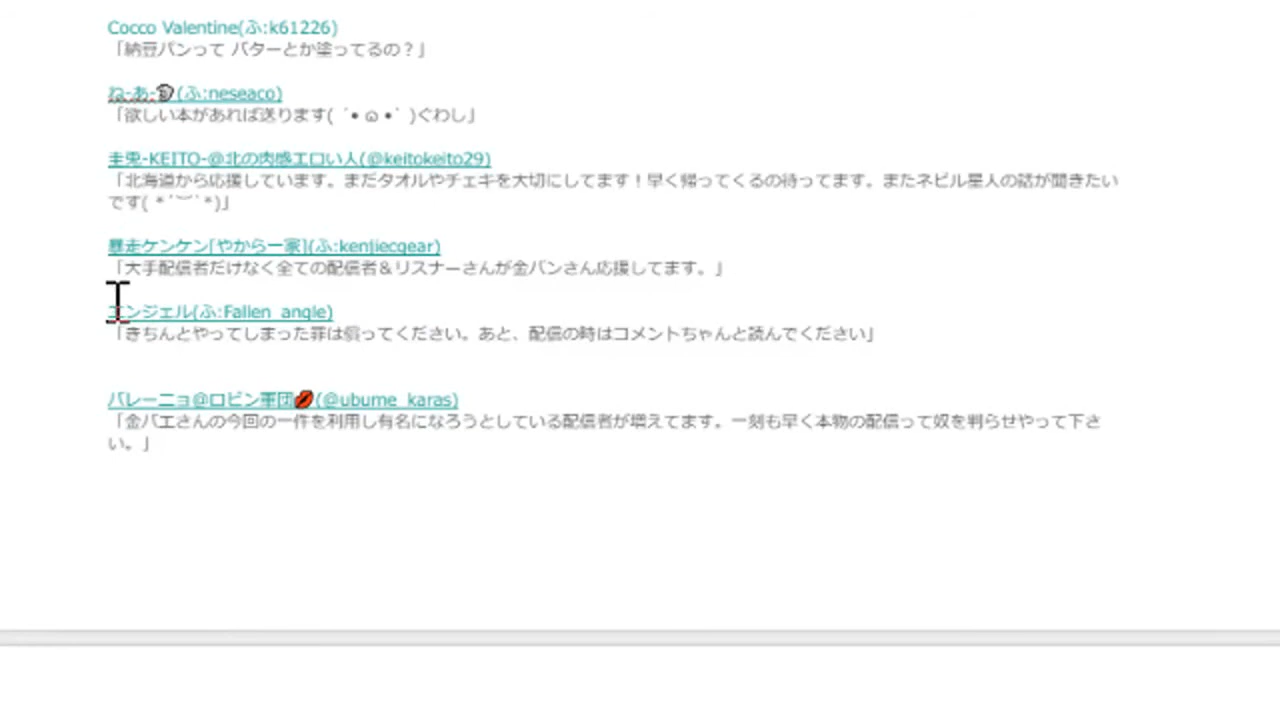 Cocco Valentine(ふ:k61226)
「納豆パンって バターとか塗ってるの？」
ね-あ-(ふ:neseaco)
「欲しい本があれば送ります( ´• ω •` )ぐわし」
圭兎-KEITO-@北の肉感エロい人(@keitokeito29)
「北海道から応援しています。まだタオルやチェキを大切にしてます！早く帰ってくるの待ってます。またネビル星人の話が聞きたい
です( *´︶`*)」
暴走ケンケン[やから一家](ふ:kenjiecgear)
「大手配信者だけなく全ての配信者＆リスナーさんが金バンさん応援してます。」
エンジェル(ふ:Fallen_angle)
「きちんとやってしまった罪は償ってください。あと、配信の時はコメントちゃんと読んでください」
バレーニョ@ロビン軍団💋(@ubume_karas)
「金バエさんの今回の一件を利用し有名になろうとしている配信者が増えてます。一刻も早く本物の配信って奴を判らせやって下さ
い。」